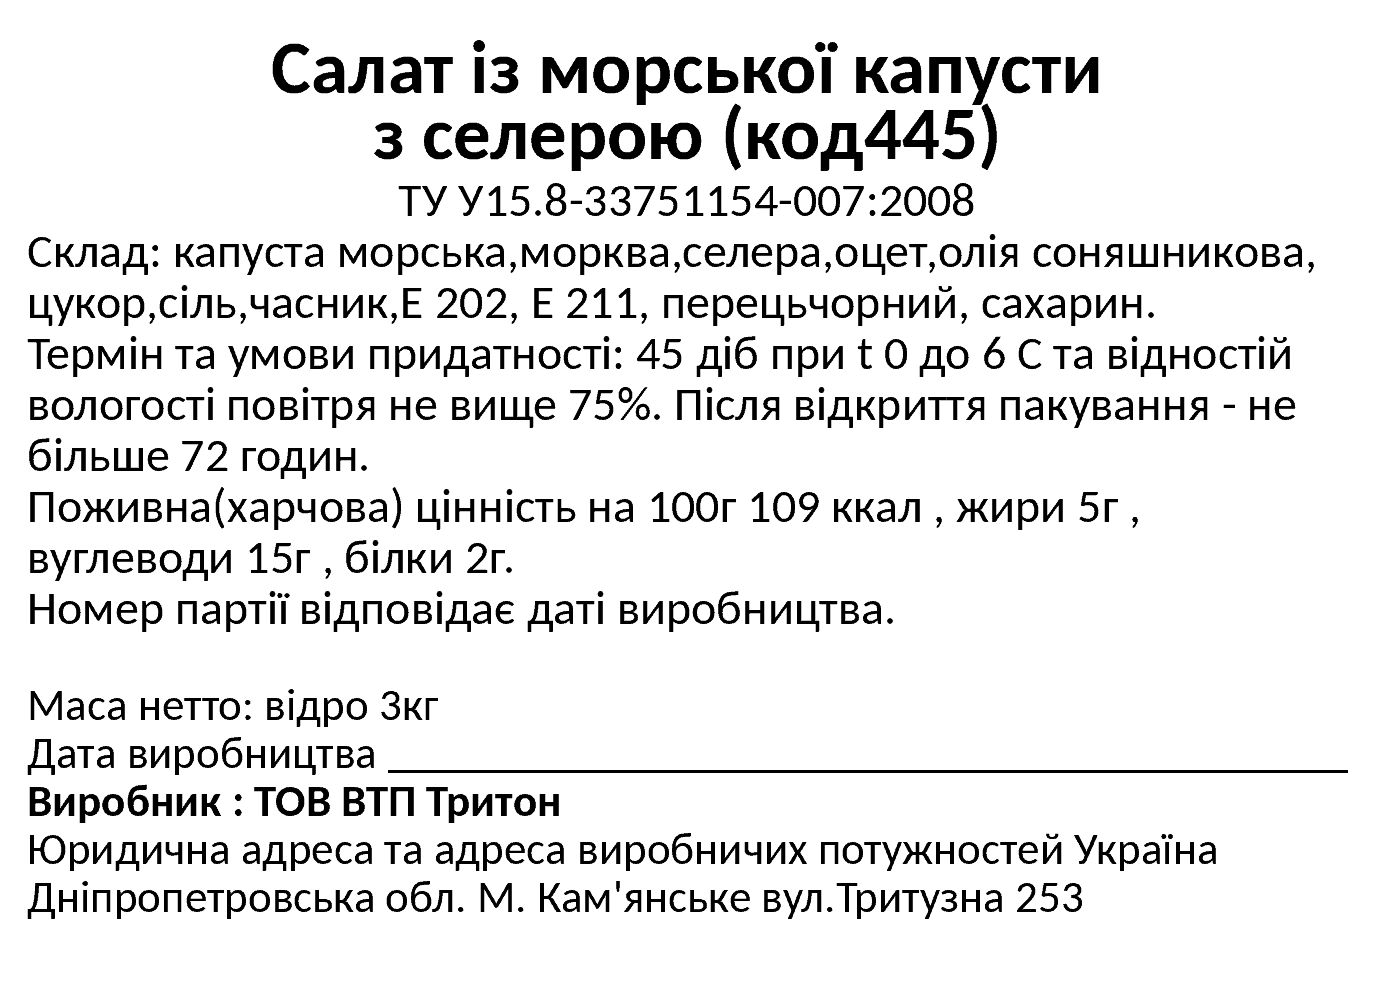 Салат із морської капусти
з селерою (код445)
ТУ У15.8-33751154-007:2008
Склад: капуста морська,морква,селера,оцет,олія соняшникова,
цукор,сіль,часник,Е 202, Е 211, перецьчорний, сахарин.
Термін та умови придатності: 45 діб при t 0 до 6 С та відностій
вологості повітря не вище 75%. Після відкриття пакування - не
більше 72 годин.
Поживна(харчова) цінність на 100г 109 ккал , жири 5г ,
вуглеводи 15г , білки 2г.
Номер партії відповідає даті виробництва.
Маса нетто: відро 3кг
Дата виробництва
Виробник : ТОВ ВТП Тритон
Юридична адреса та адреса виробничих потужностей Україна
Дніпропетровська обл. М. Кам'янське вул.Тритузна 253